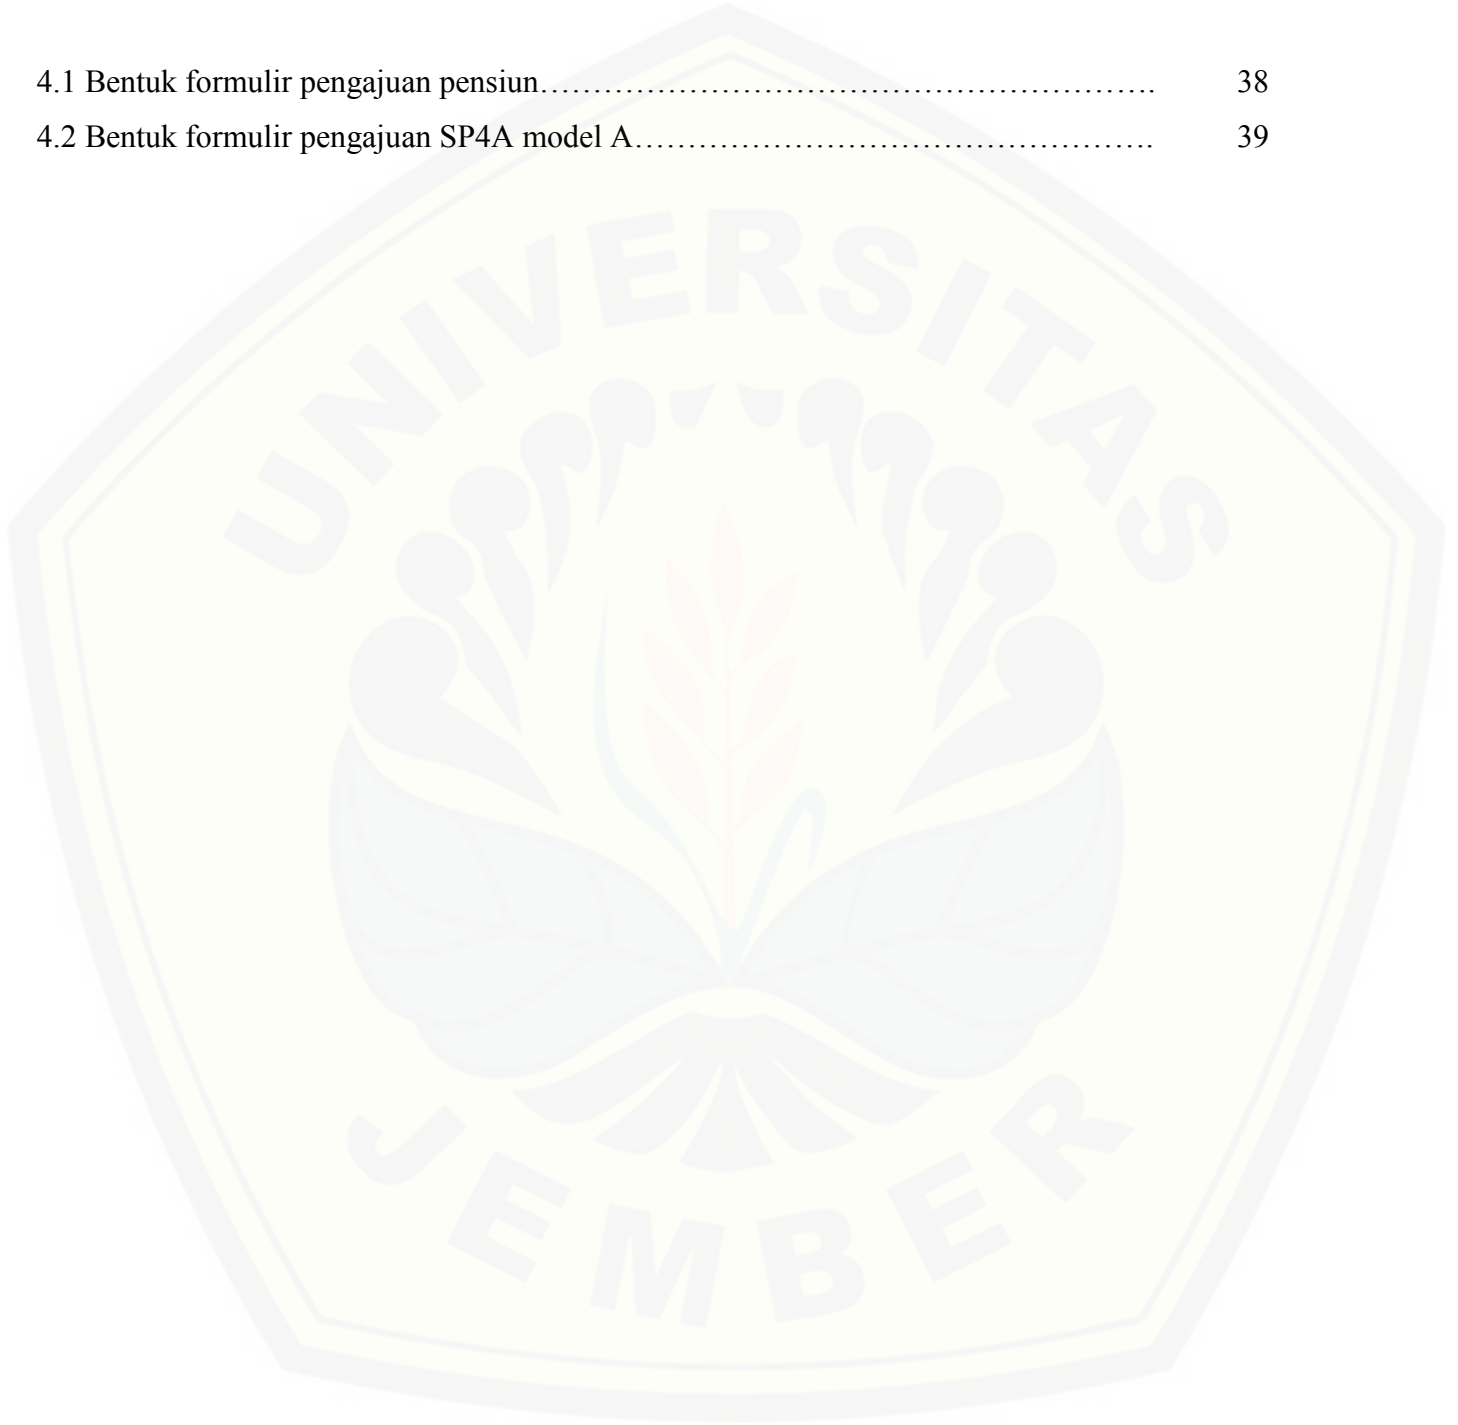 4.1 Bentuk formulir pengajuan pensiun…………………………………………………. 38
4.2 Bentuk formulir pengajuan SP4A model A…………………………………………. 39
UNIVERSITAS
JEMBER